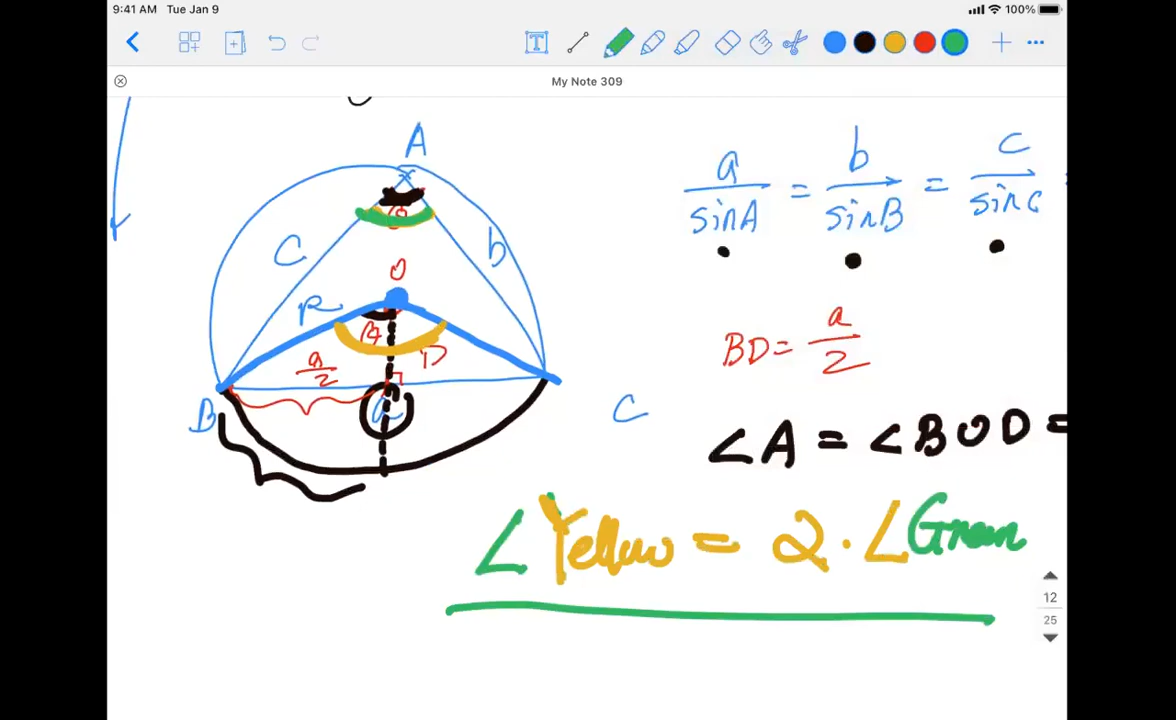 9:41 AM Tue Jan 9
100%
T
My Note 309
A
a/sinA = b/sinB = c/sinC =
C
b
O
R
a/2
D
a
B
C
BD = a/2
∠A = ∠BOD =
∠Yellow = 2 · ∠Green
12
25